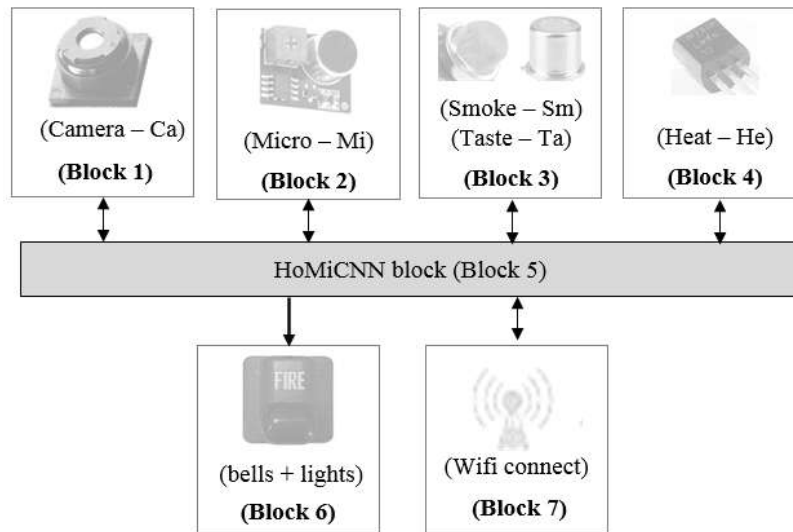 (Camera – Ca)
(Block 1)
(Micro – Mi)
(Block 2)
(Smoke – Sm)
(Taste – Ta)
(Block 3)
(Heat – He)
(Block 4)
HoMiCNN block (Block 5)
FIRE
(bells + lights)
(Block 6)
(Wifi connect)
(Block 7)